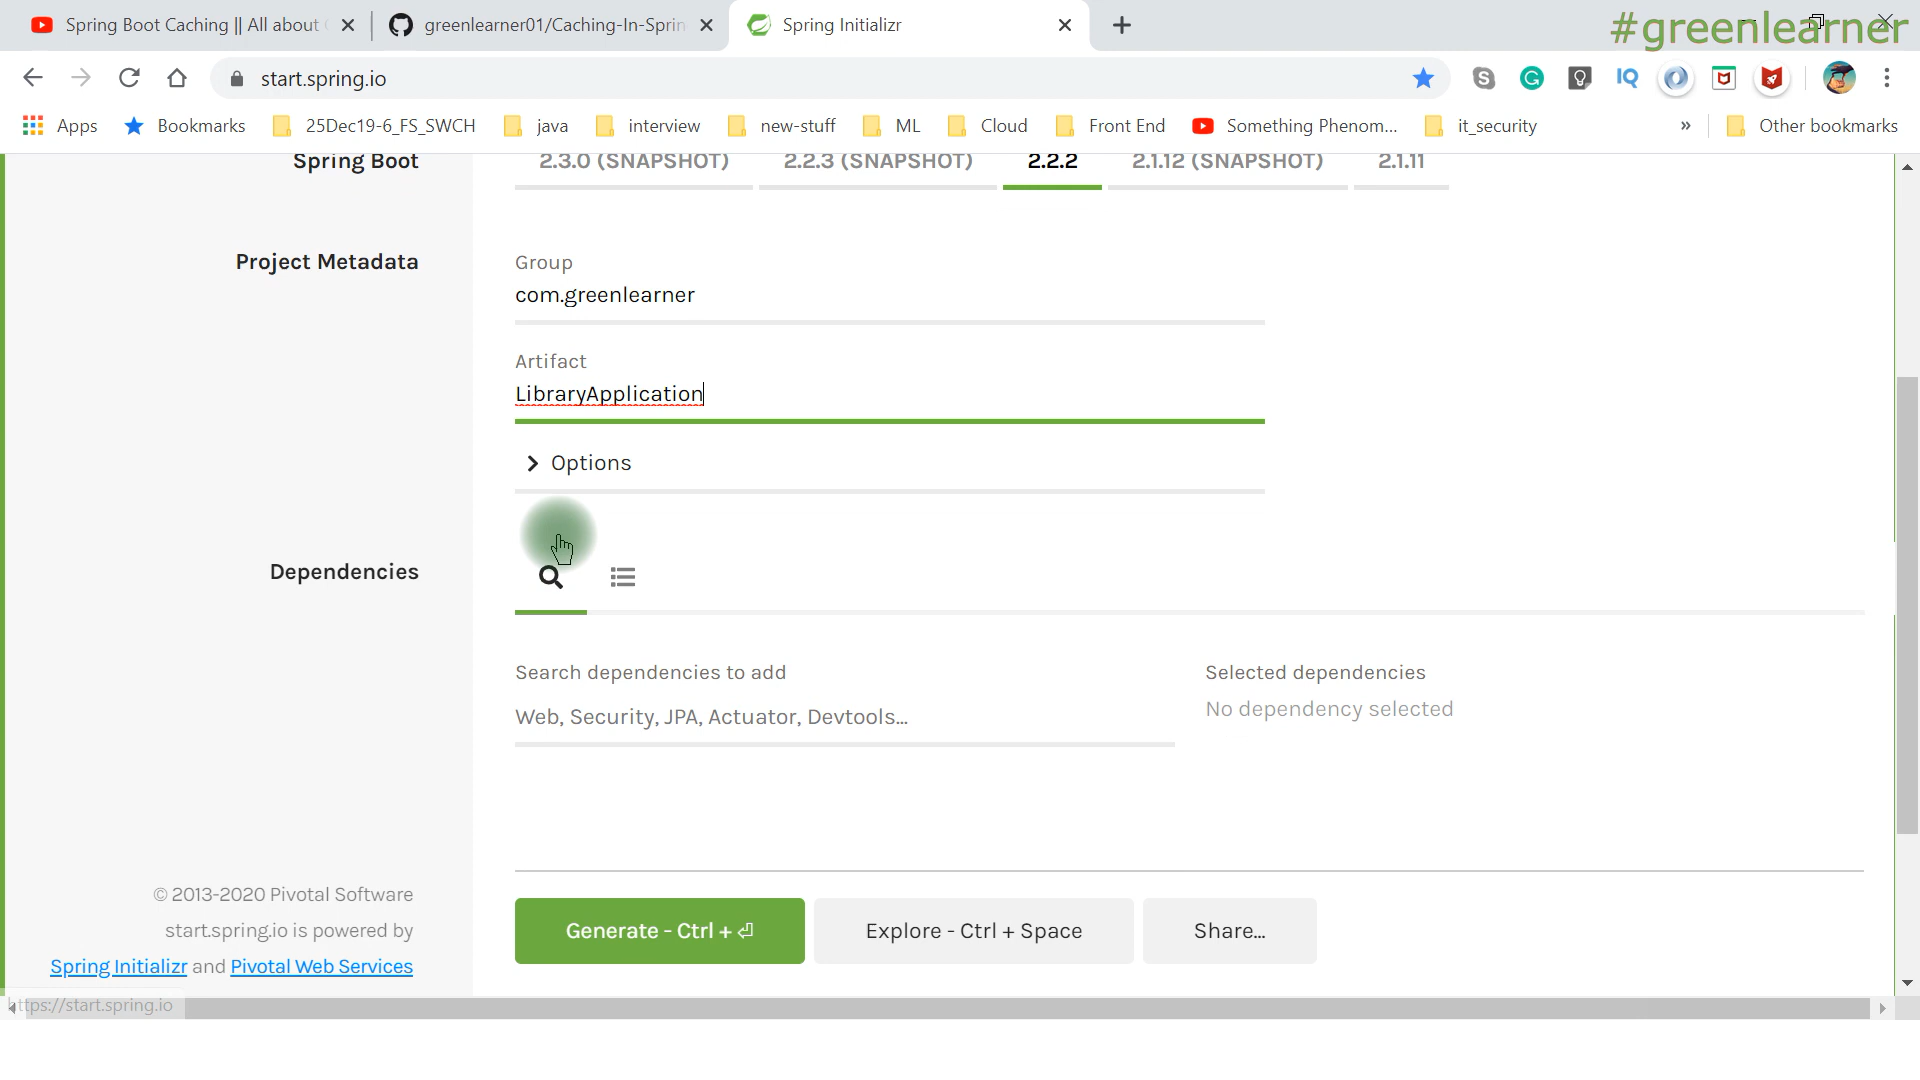 Spring Boot Caching || All about
greenlearner01/Caching-In-Sprin
Spring Initializr
#greenlearner
start.spring.io
IQ
Apps
Bookmarks
25Dec19-6_FS_SWCH
java
interview
new-stuff
ML
Cloud
Front End
Something Phenom...
it_security
»
Other bookmarks
Spring Boot
2.3.0 (SNAPSHOT)
2.2.3 (SNAPSHOT)
2.2.2
2.1.12 (SNAPSHOT)
2.1.11
Project Metadata
Group
com.greenlearner
Artifact
LibraryApplication
Options
Dependencies
Search dependencies to add
Web, Security, JPA, Actuator, Devtools...
Selected dependencies
No dependency selected
© 2013-2020 Pivotal Software
start.spring.io is powered by
Spring Initializr and Pivotal Web Services
Generate - Ctrl + ⏎
Explore - Ctrl + Space
Share...
https://start.spring.io